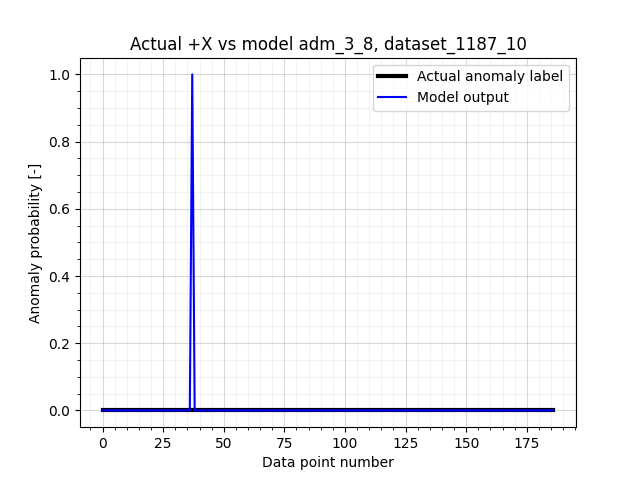 Actual +X vs model adm_3_8, dataset_1187_10
Actual anomaly label
Model output
Anomaly probability [-]
1.0
0.8
0.6
0.4
0.2
0.0
0 25 50 75 100 125 150 175
Data point number